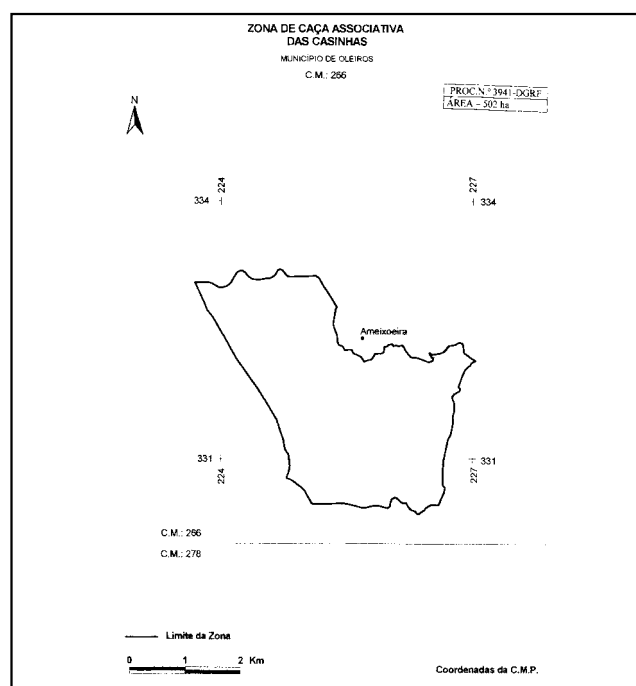 ZONA DE CAÇA ASSOCIATIVA
DAS CASINHAS
MUNICÍPIO DE OLEIROS
C.M.: 266
PROC.N.º 3941-DGRF
ÁREA – 502 ha
N
224
227
334
334
Ameixoeira
331
331
224
227
C.M.: 266
C.M.: 278
Limite da Zona
0 1 2 Km
Coordenadas da C.M.P.